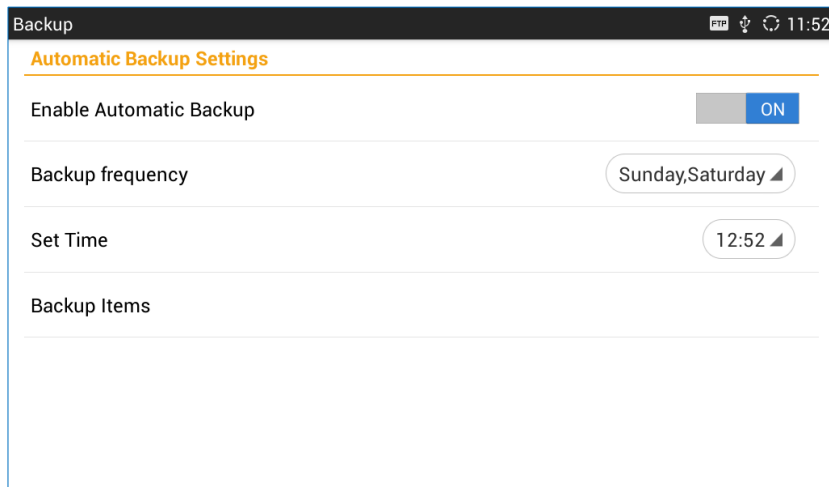 Backup FTP 11:52
Automatic Backup Settings
Enable Automatic Backup ON
Backup frequency Sunday,Saturday
Set Time 12:52
Backup Items